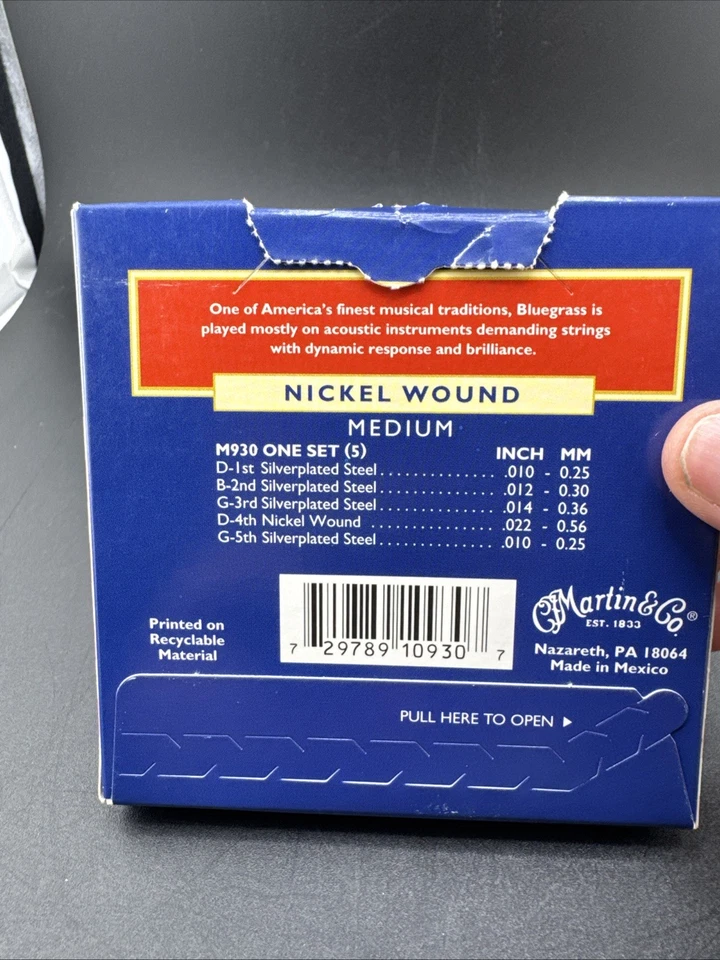 One of America's finest musical traditions, Bluegrass is
played mostly on acoustic instruments demanding strings
with dynamic response and brilliance.
NICKEL WOUND
MEDIUM
M930 ONE SET (5) INCH MM
D-1st Silverplated Steel..............010 - 0.25
B-2nd Silverplated Steel..............012 - 0.30
G-3rd Silverplated Steel..............014 - 0.36
D-4th Nickel Wound ..............022 - 0.56
G-5th Silverplated Steel..............010 - 0.25
Printed on
Recyclable
Material
7 29789 10930 7
CF Martin & Co.®
EST. 1833
Nazareth, PA 18064
Made in Mexico
PULL HERE TO OPEN ►